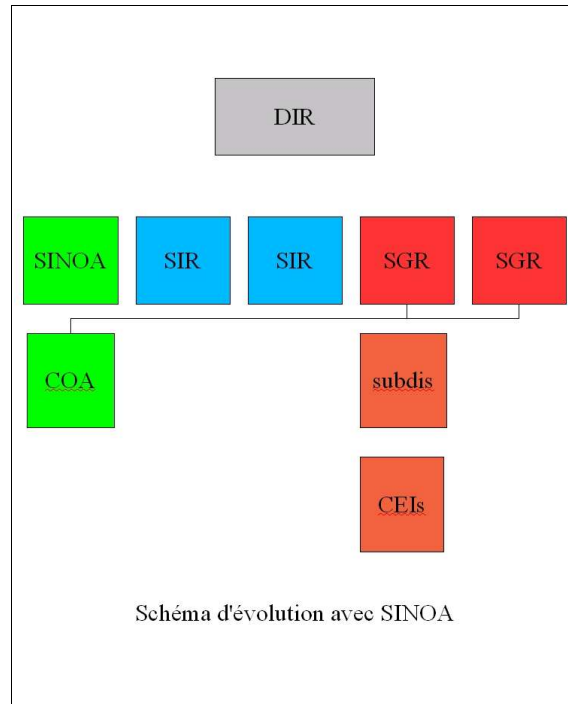 DIR
SINOA SIR SIR SGR SGR
COA subdis
CEIs
Schéma d'évolution avec SINOA